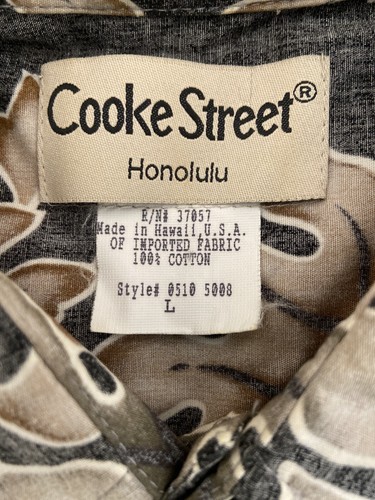 Cooke Street®
Honolulu
R/N# 37057
Made in Hawaii, U.S.A.
OF IMPORTED FABRIC
100% COTTON
Style# 0510 5008
L